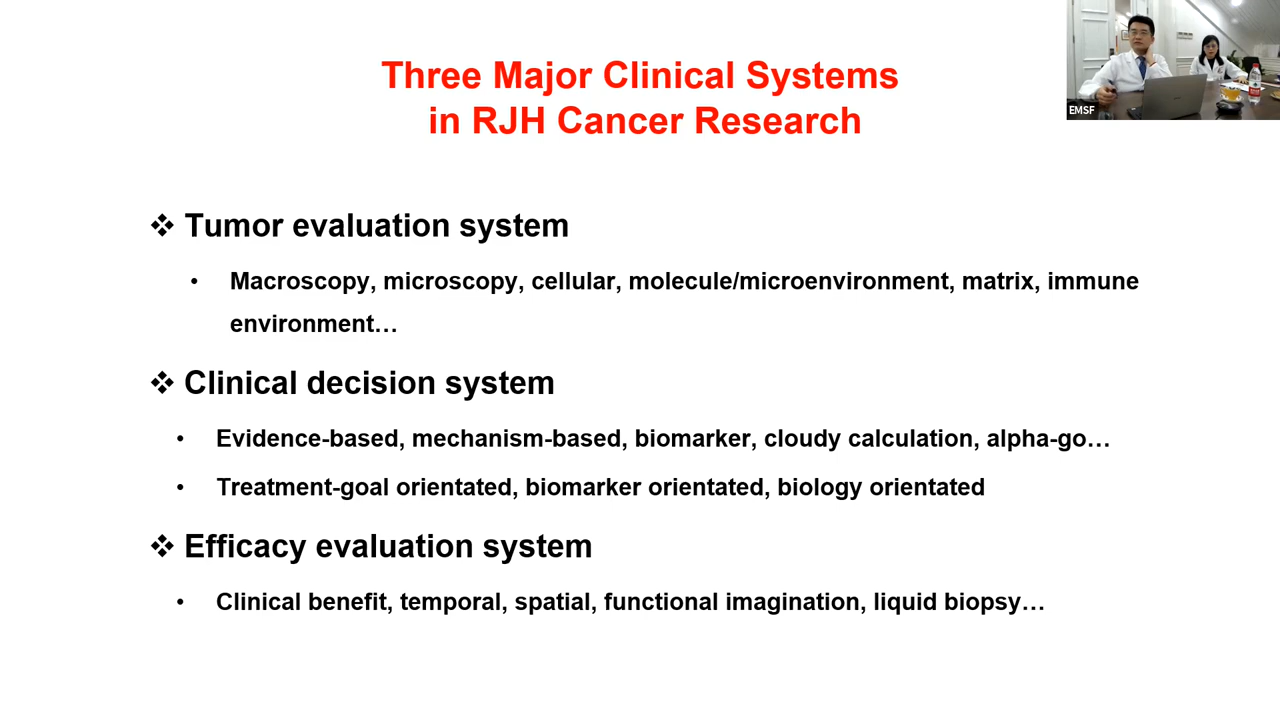 EMSF
Three Major Clinical Systems
in RJH Cancer Research
❖ Tumor evaluation system
• Macroscopy, microscopy, cellular, molecule/microenvironment, matrix, immune
environment…
❖ Clinical decision system
• Evidence-based, mechanism-based, biomarker, cloudy calculation, alpha-go…
• Treatment-goal orientated, biomarker orientated, biology orientated
❖ Efficacy evaluation system
• Clinical benefit, temporal, spatial, functional imagination, liquid biopsy…